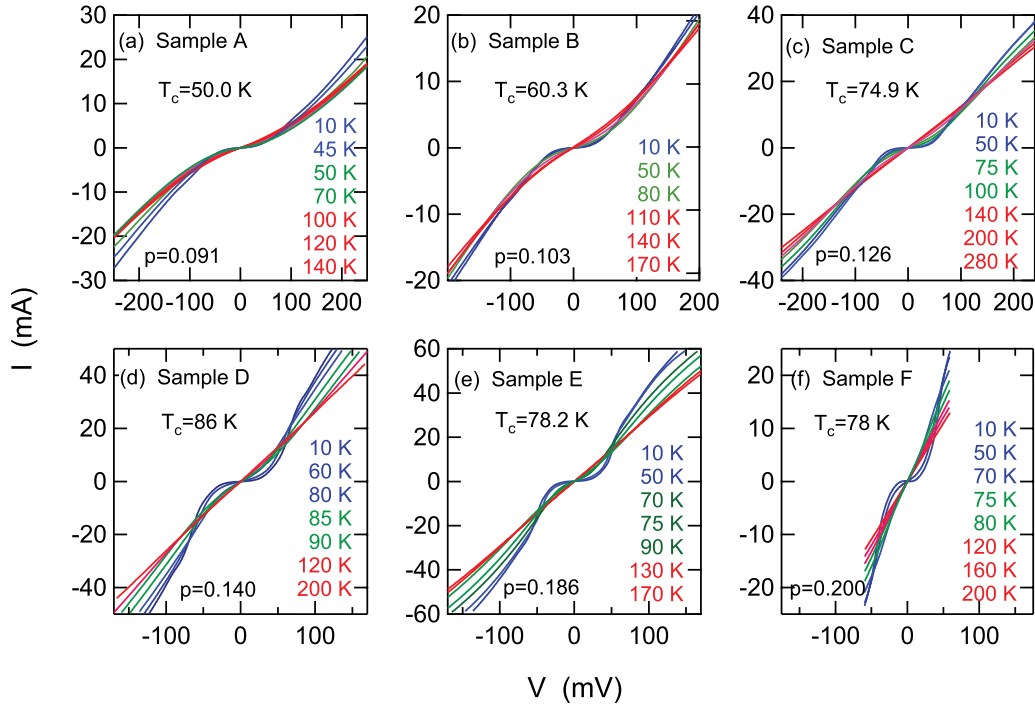 (a) Sample A
T_c=50.0 K
10 K
45 K
50 K
70 K
100 K
120 K
140 K
p=0.091
30
20
10
0
-10
-20
30
-200 -100 0 100 200
(b) Sample B
T_c=60.3 K
10 K
50 K
80 K
110 K
140 K
170 K
p=0.103
20
10
0
-10
20
-100 0 100 200
(c) Sample C
T_c=74.9 K
10 K
50 K
75 K
100 K
140 K
200 K
280 K
p=0.126
40
20
0
-20
40
-200 -100 0 100 200
I (mA)
(d) Sample D
T_c=86 K
10 K
60 K
80 K
85 K
90 K
120 K
200 K
p=0.140
40
20
0
-20
-40
-100 0 100
(e) Sample E
T_c=78.2 K
10 K
50 K
70 K
75 K
90 K
130 K
170 K
p=0.186
60
40
20
0
-20
-40
-60
-100 0 100
(f) Sample F
T_c=78 K
10 K
50 K
70 K
75 K
80 K
120 K
160 K
200 K
p=0.200
20
10
0
-10
-20
-100 0 100
V (mV)